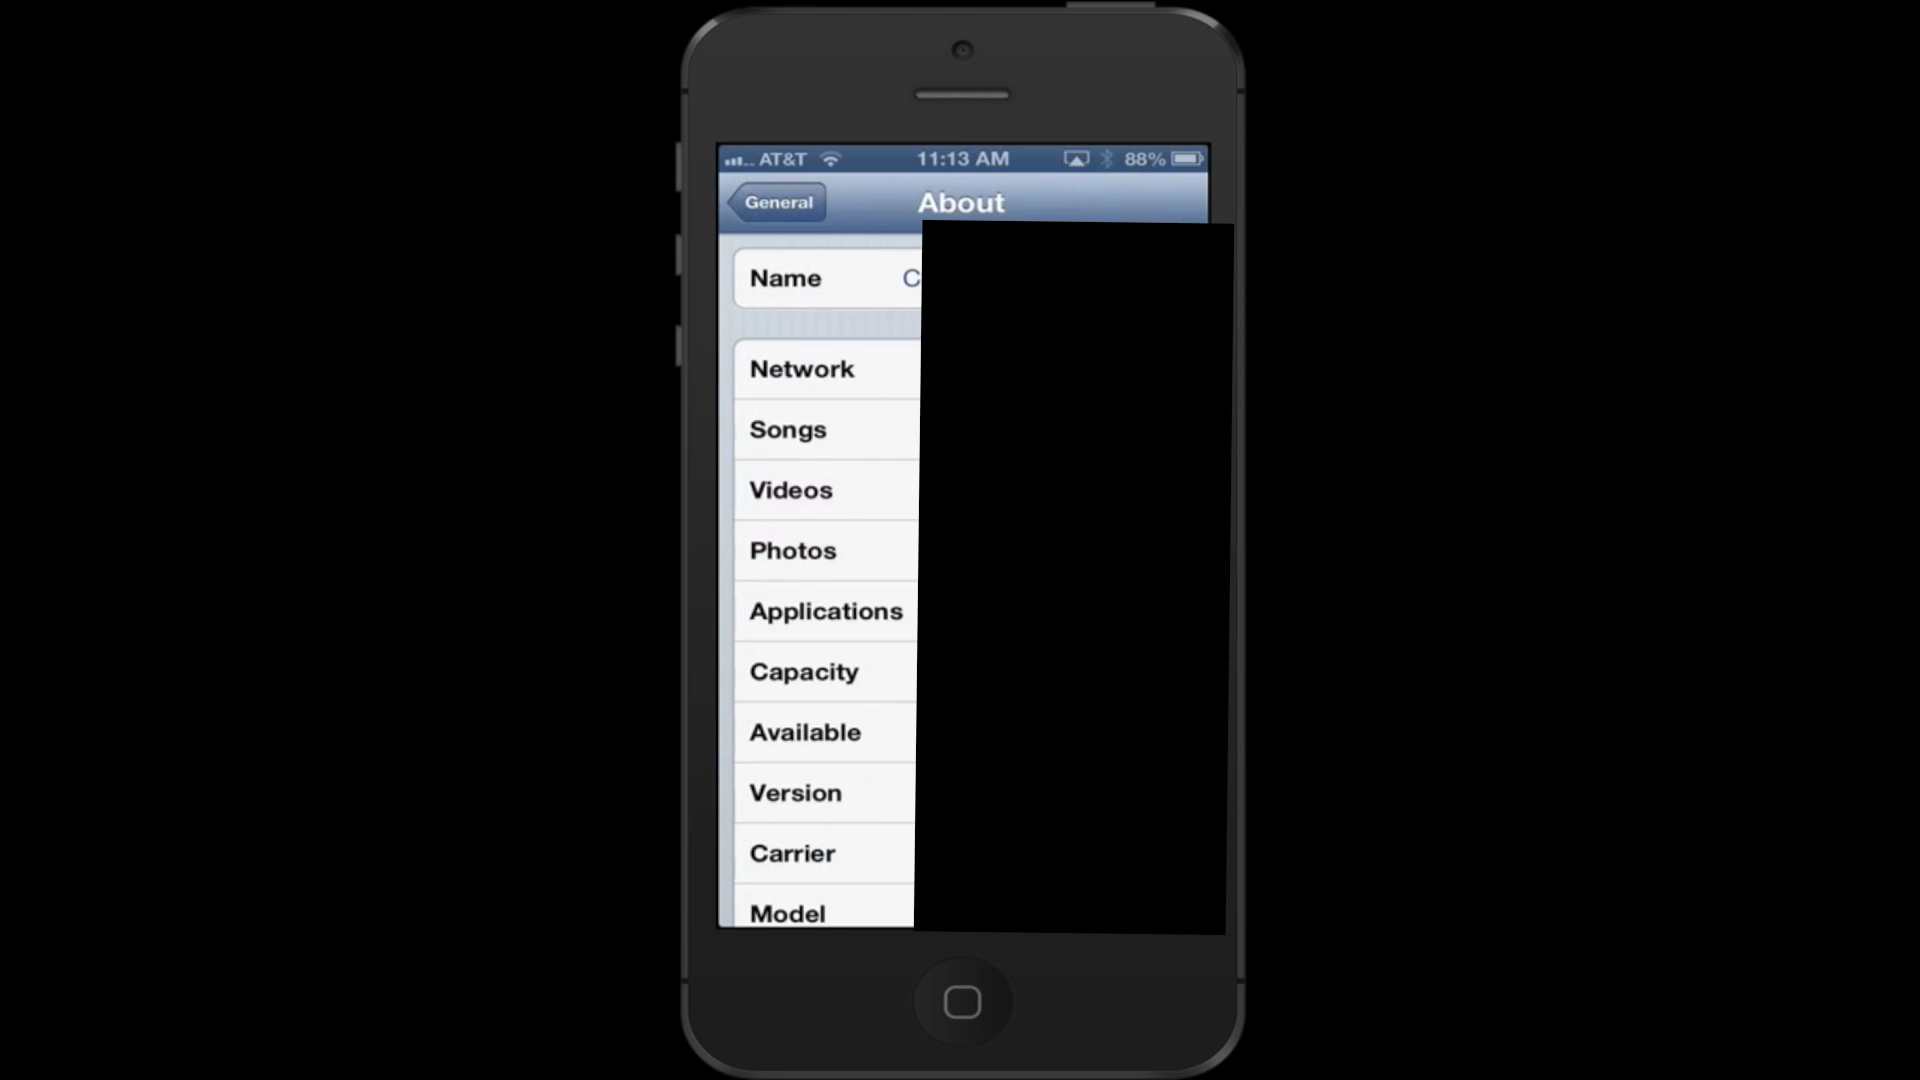 AT&T 11:13 AM 88%
General About
Name C
Network
Songs
Videos
Photos
Applications
Capacity
Available
Version
Carrier
Model